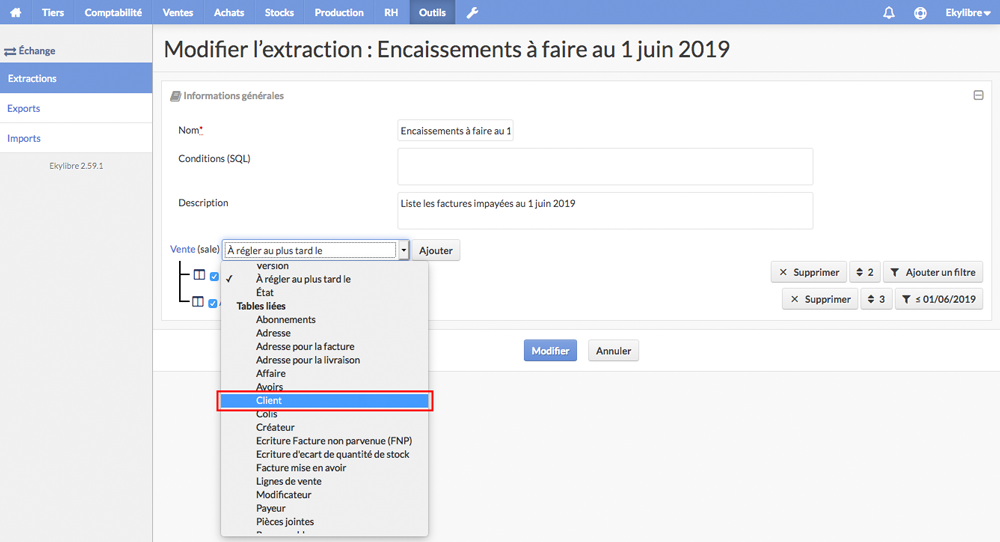 Tiers Comptabilité Ventes Achats Stocks Production RH Outils Ekylibre
Échange
Extractions
Exports
Imports
Ekylibre 2.59.1
Modifier l’extraction : Encaissements à faire au 1 juin 2019
Informations générales
Nom*
Encaissements à faire au 1
Conditions (SQL)
Description
Liste les factures impayées au 1 juin 2019
Vente (sale) À régler au plus tard le Ajouter
Supprimer 2 Ajouter un filtre
Supprimer 3 ≤ 01/06/2019
version
À régler au plus tard le
État
Tables liées
Abonnements
Adresse
Adresse pour la facture
Adresse pour la livraison
Affaire
Avoirs
Client
Colis
Créateur
Ecriture Facture non parvenue (FNP)
Ecriture d'ecart de quantité de stock
Facture mise en avoir
Lignes de vente
Modificateur
Payeur
Pièces jointes
Modifier Annuler